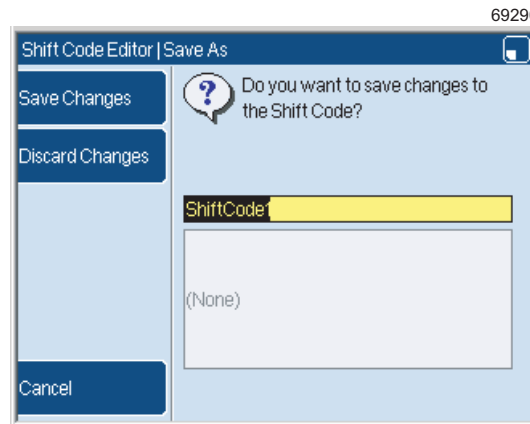 Shift Code Editor | Save As
Save Changes
Do you want to save changes to
the Shift Code?
Discard Changes
ShiftCode1
(None)
Cancel